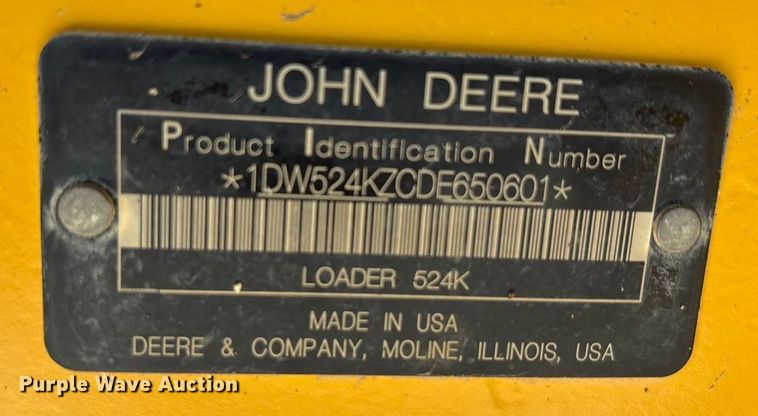 JOHN DEERE
Product Identification Number
*1DW524KZCDE650601*
LOADER 524K
MADE IN USA
DEERE & COMPANY, MOLINE, ILLINOIS, USA
Purple Wave Auction